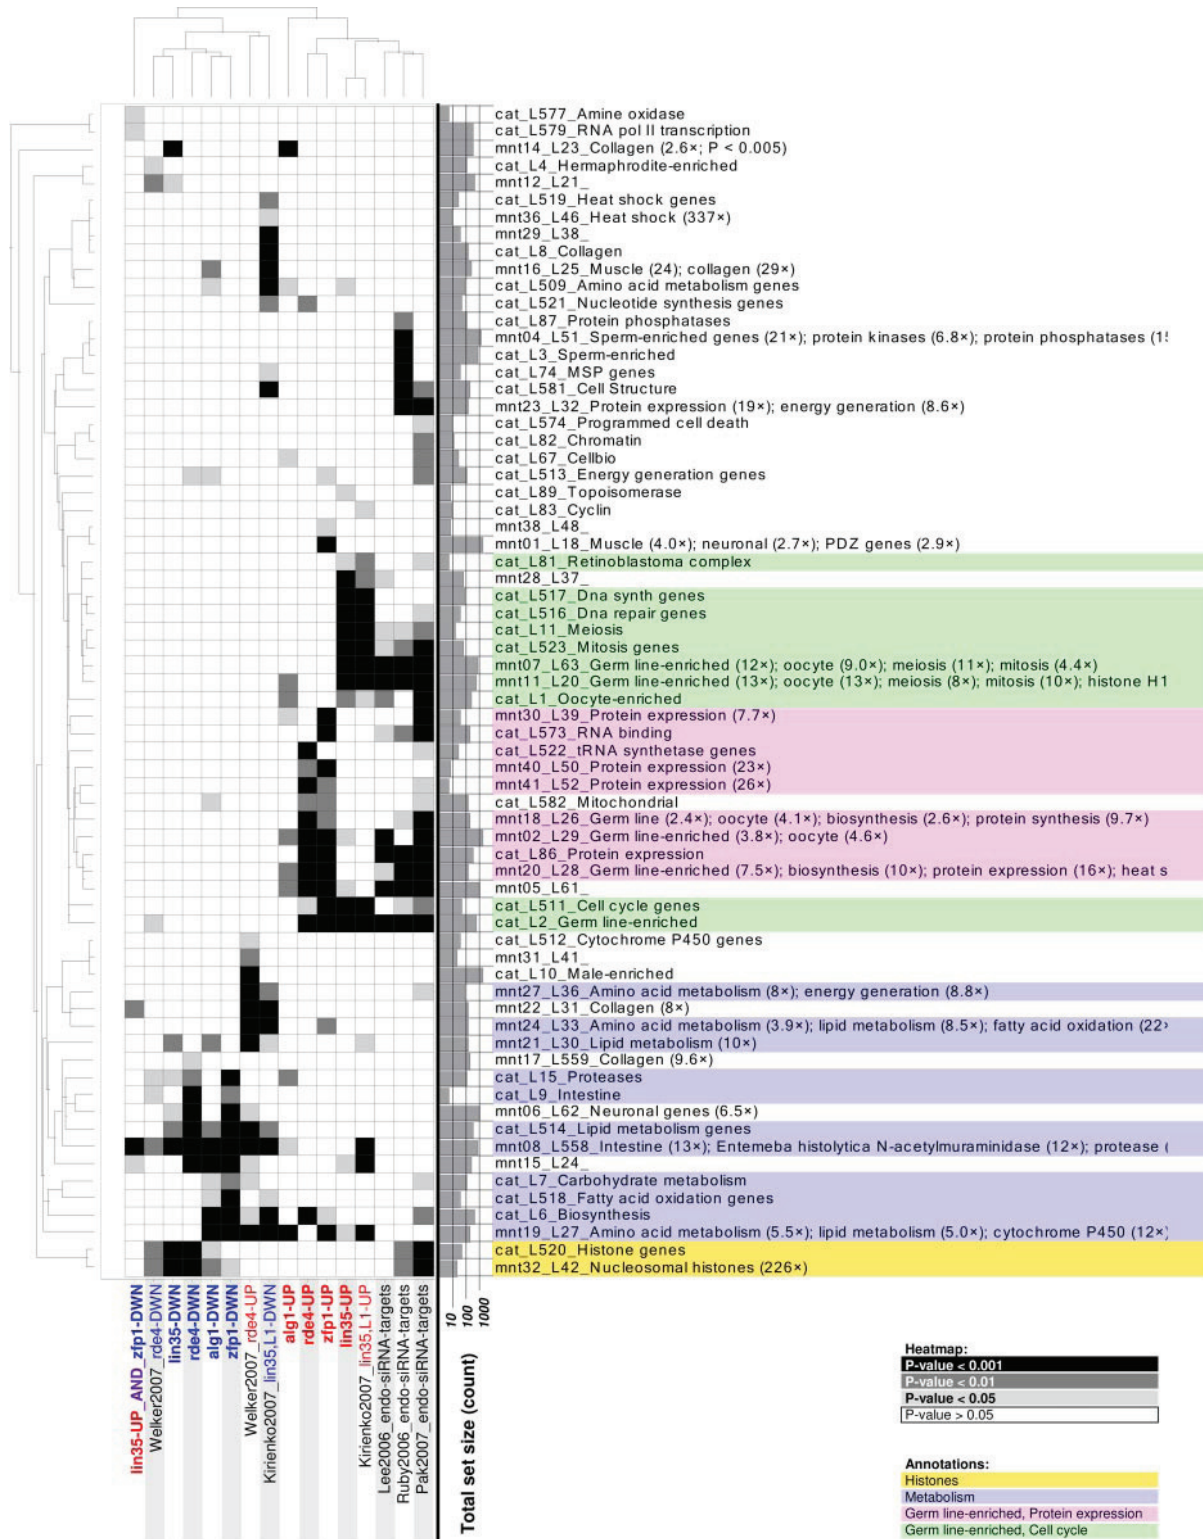 cat_L577_Amine oxidase
cat_L579_RNA pol II transcription
mnt14_L23_Collagen (2.6×; P < 0.005)
cat_L4_Hermaphrodite-enriched
mnt12_L21_
cat_L519_Heat shock genes
mnt36_L46_Heat shock (337×)
mnt29_L38_
cat_L8_Collagen
mnt16_L25_Muscle (24); collagen (29×)
cat_L509_Amino acid metabolism genes
cat_L521_Nucleotide synthesis genes
cat_L87_Protein phosphatases
mnt04_L51_Sperm-enriched genes (21×); protein kinases (6.8×); protein phosphatases (1
cat_L3_Sperm-enriched
cat_L74_MSP genes
cat_L581_Cell Structure
mnt23_L32_Protein expression (19×); energy generation (8.6×)
cat_L574_Programmed cell death
cat_L82_Chromatin
cat_L67_Cellbio
cat_L513_Energy generation genes
cat_L89_Topoisomerase
cat_L83_Cyclin
mnt38_L48_
mnt01_L18_Muscle (4.0×); neuronal (2.7×); PDZ genes (2.9×)
cat_L81_Retinoblastoma complex
mnt28_L37_
cat_L517_Dna synth genes
cat_L516_Dna repair genes
cat_L11_Meiosis
cat_L523_Mitosis genes
mnt07_L63_Germ line-enriched (12×); oocyte (9.0×); meiosis (11×); mitosis (4.4×)
mnt11_L20_Germ line-enriched (13×); oocyte (13×); meiosis (8×); mitosis (10×); histone H1
cat_L1_Oocyte-enriched
mnt30_L39_Protein expression (7.7×)
cat_L573_RNA binding
cat_L522_tRNA synthetase genes
mnt40_L50_Protein expression (23×)
mnt41_L52_Protein expression (26×)
cat_L582_Mitochondrial
mnt18_L26_Germ line (2.4×); oocyte (4.1×); biosynthesis (2.6×); protein synthesis (9.7×)
mnt02_L29_Germ line-enriched (3.8×); oocyte (4.6×)
cat_L86_Protein expression
mnt20_L28_Germ line-enriched (7.5×); biosynthesis (10×); protein expression (16×); heat s
mnt05_L61_
cat_L511_Cell cycle genes
cat_L2_Germ line-enriched
cat_L512_Cytochrome P450 genes
mnt31_L41_
cat_L10_Male-enriched
mnt27_L36_Amino acid metabolism (8×); energy generation (8.8×)
mnt22_L31_Collagen (8×)
mnt24_L33_Amino acid metabolism (3.9×); lipid metabolism (8.5×); fatty acid oxidation (22×
mnt21_L30_Lipid metabolism (10×)
mnt17_L559_Collagen (9.6×)
cat_L15_Proteases
cat_L9_Intestine
mnt06_L62_Neuronal genes (6.5×)
cat_L514_Lipid metabolism genes
mnt08_L558_Intestine (13×); Entemeba histolytica N-acetylmuraminidase (12×); protease (
mnt15_L24_
cat_L7_Carbohydrate metabolism
cat_L518_Fatty acid oxidation genes
cat_L6_Biosynthesis
mnt19_L27_Amino acid metabolism (5.5×); lipid metabolism (5.0×); cytochrome P450 (12×)
cat_L520_Histone genes
mnt32_L42_Nucleosomal histones (226×)
lin35-UP_AND_zfp1-DWN
Welker2007_rde4-DWN
lin35-DWN
rde4-DWN
alg1-DWN
zfp1-DWN
Welker2007_rde4-UP
Kirienko2007_lin35,L1-DWN
alg1-UP
rde4-UP
zfp1-UP
lin35-UP
Kirienko2007_lin35,L1-UP
Lee2006_endo-siRNA-targets
Ruby2006_endo-siRNA-targets
Pak2007_endo-siRNA-targets
10
100
1000
Total set size (count)
Heatmap:
P-value < 0.001
P-value < 0.01
P-value < 0.05
P-value > 0.05
Annotations:
Histones
Metabolism
Germ line-enriched, Protein expression
Germ line-enriched, Cell cycle